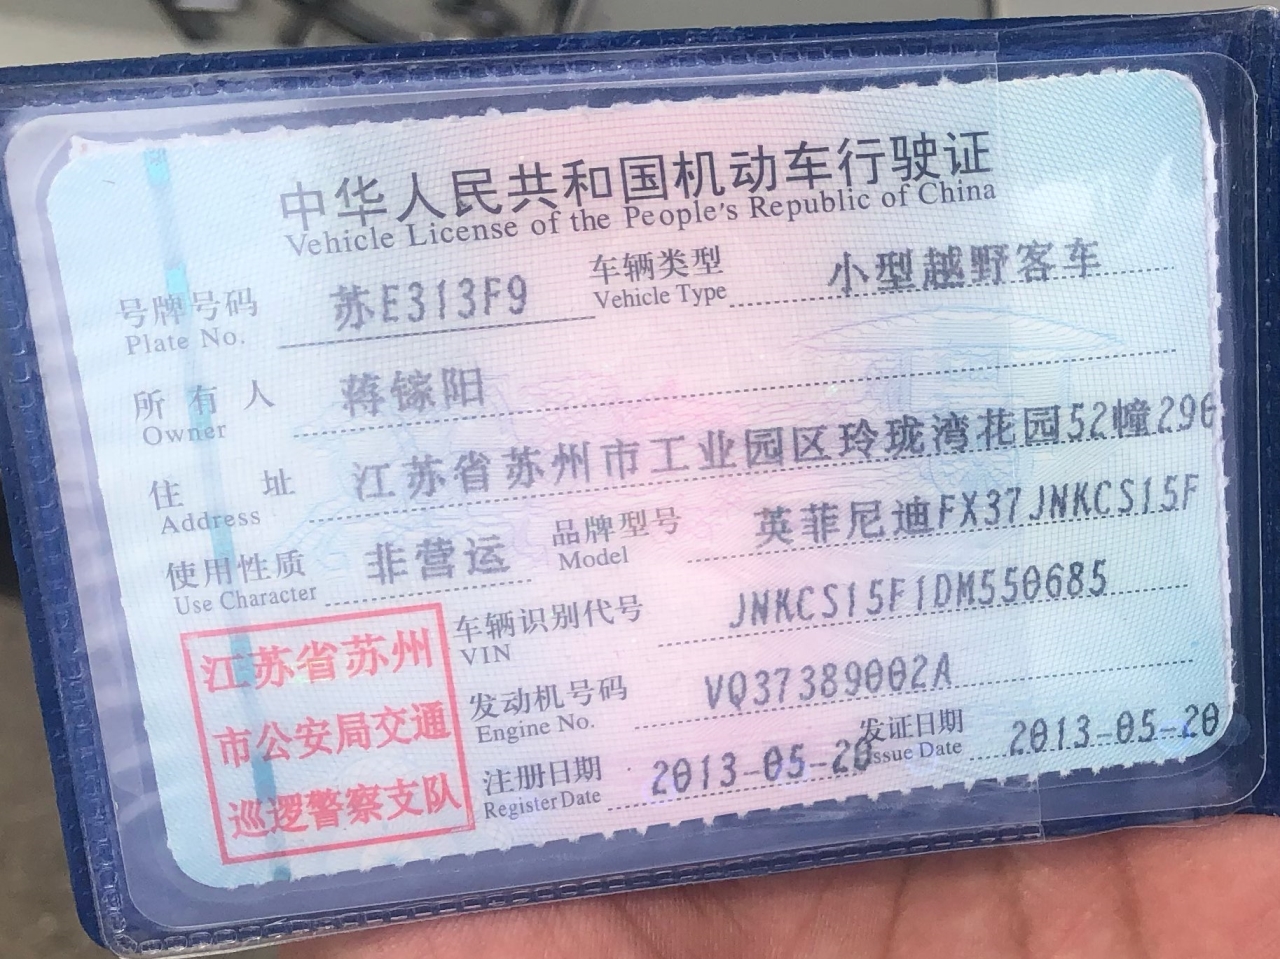 中华人民共和国机动车行驶证
Vehicle License of the People's Republic of China
号牌号码 苏E313F9 车辆类型 小型越野客车
Plate No. Vehicle Type
所有人 蒋镓阳
Owner
住址 江苏省苏州市工业园区玲珑湾花园52幢296
Address
使用性质 非营运 品牌型号 英菲尼迪FX37JNKCS15F
Use Character Model
车辆识别代号 JNKCS15F1DM550685
VIN
发动机号码 VQ37389002A
Engine No.
注册日期 2013-05-20 发证日期 2013-05-20
RegisterDate Issue Date
江苏省苏州
市公安局交通
巡逻警察支队